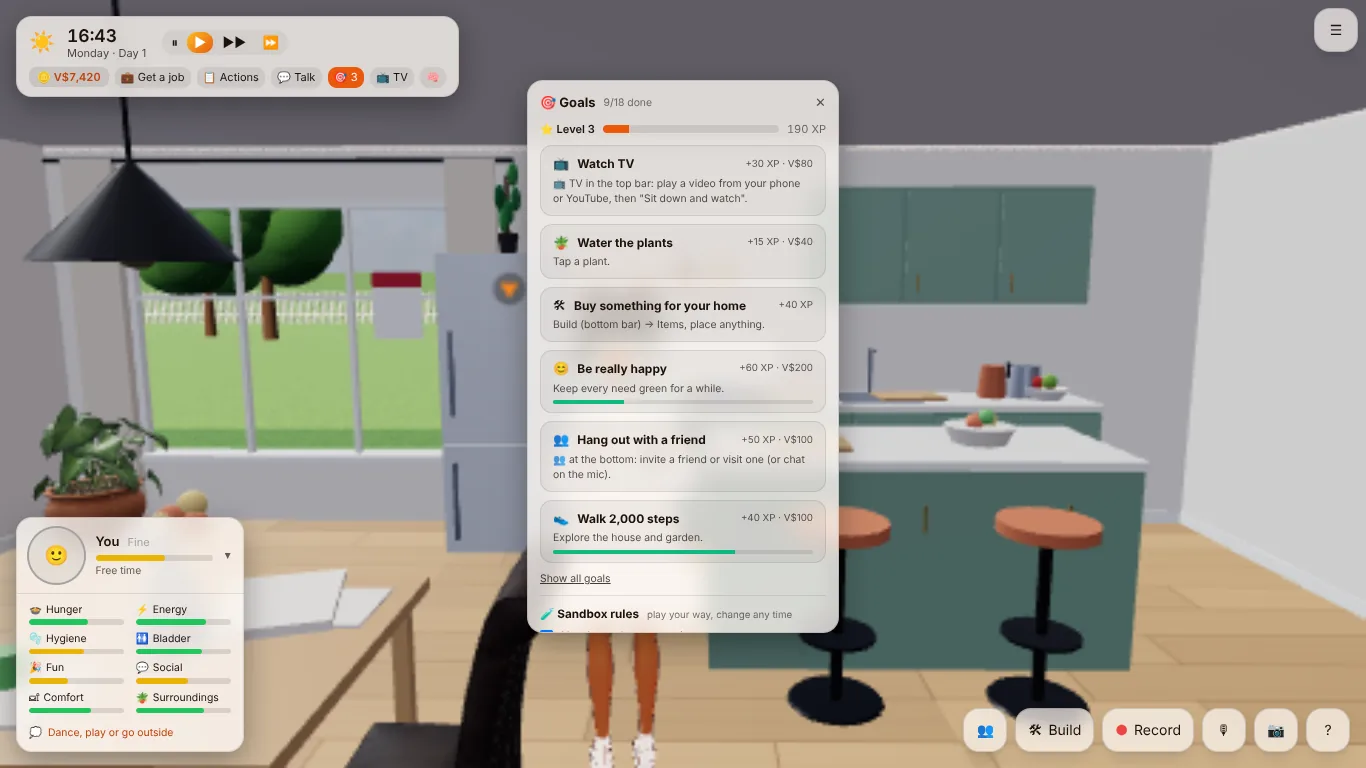 16:43
Monday · Day 1
V$7,420
Get a job
Actions
Talk
3
TV
Goals 9/18 done
Level 3 190 XP
Watch TV +30 XP · V$80
TV in the top bar: play a video from your phone
or YouTube, then "Sit down and watch".
Water the plants +15 XP · V$40
Tap a plant.
Buy something for your home +40 XP
Build (bottom bar) → Items, place anything.
Be really happy +60 XP · V$200
Keep every need green for a while.
Hang out with a friend +50 XP · V$100
at the bottom: invite a friend or visit one (or chat
on the mic).
Walk 2,000 steps +40 XP · V$100
Explore the house and garden.
Show all goals
Sandbox rules play your way, change any time
You Fine
Free time
Hunger Energy
Hygiene Bladder
Fun Social
Comfort Surroundings
Dance, play or go outside
Build
Record
?